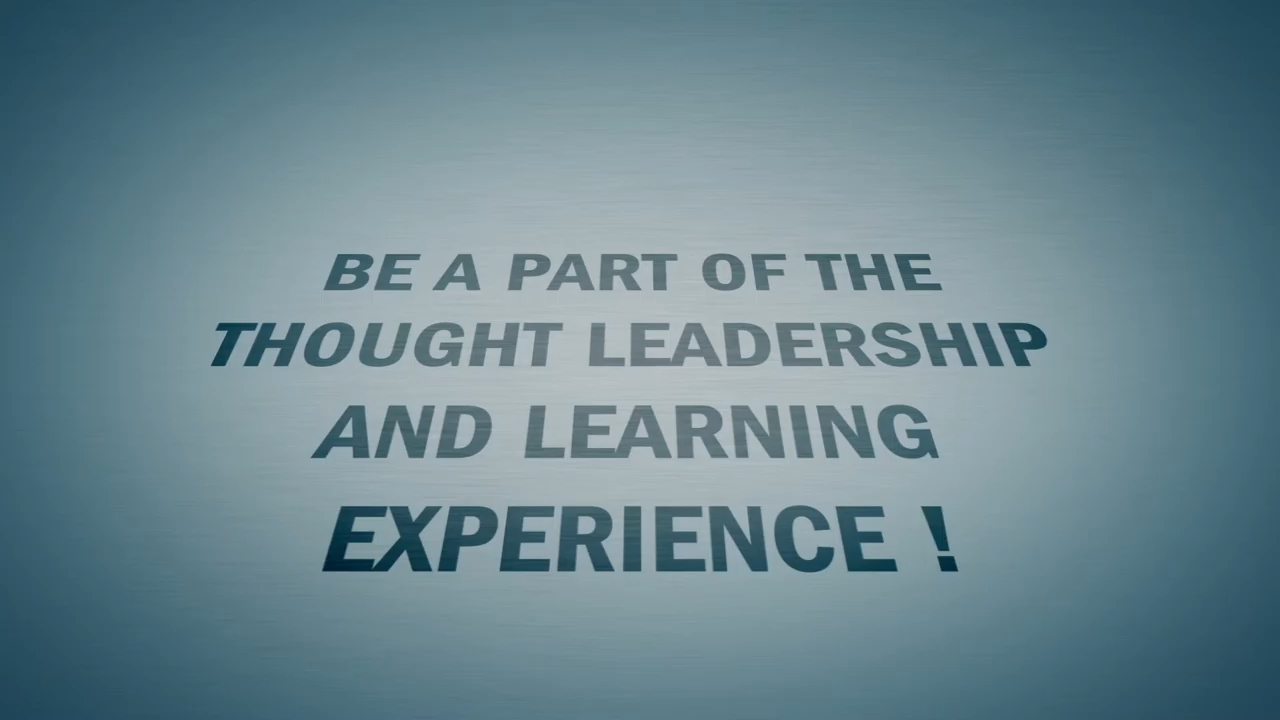 BE A PART OF THE
THOUGHT LEADERSHIP
AND LEARNING
EXPERIENCE !